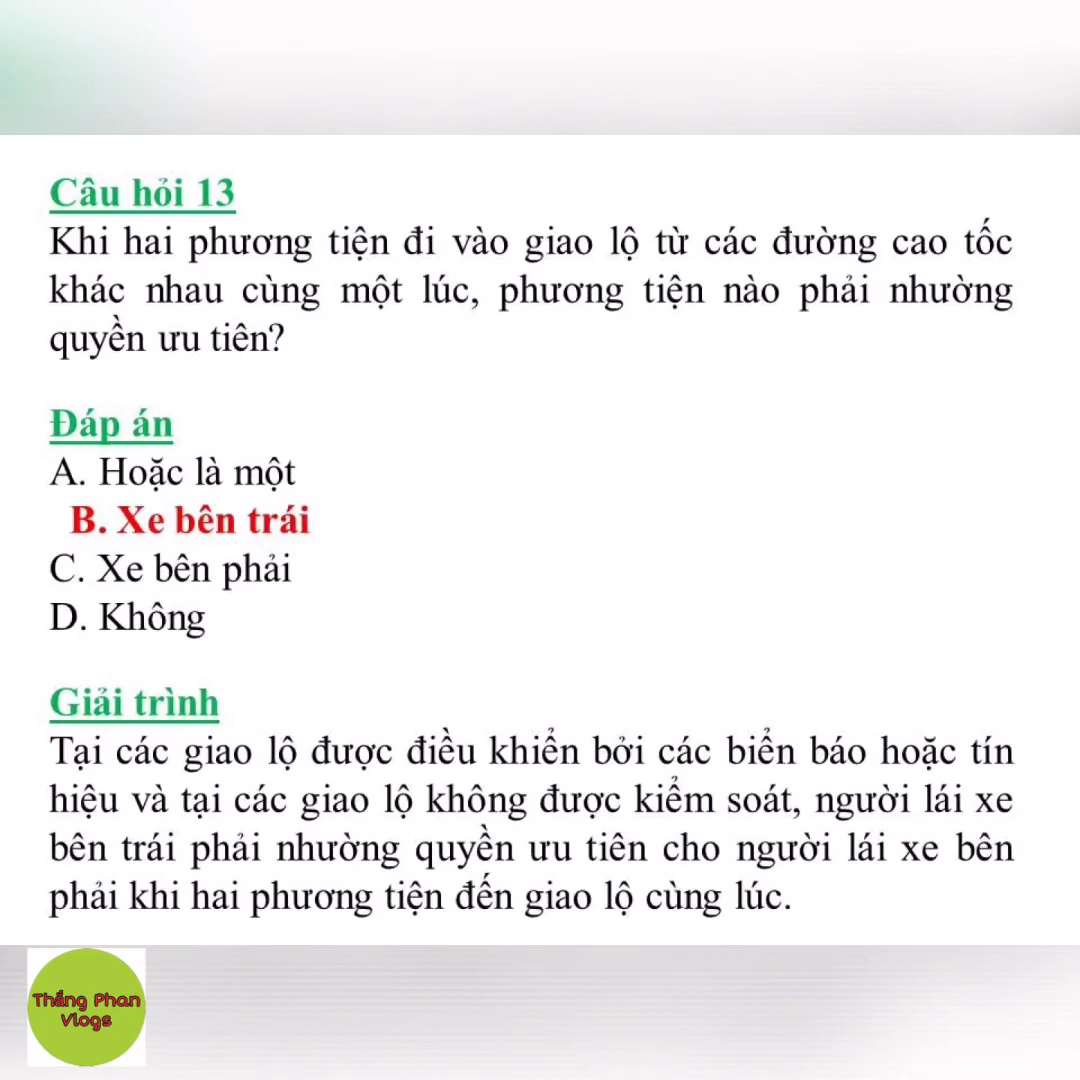 Câu hỏi 13
Khi hai phương tiện đi vào giao lộ từ các đường cao tốc
khác nhau cùng một lúc, phương tiện nào phải nhường
quyền ưu tiên?
Đáp án
A. Hoặc là một
B. Xe bên trái
C. Xe bên phải
D. Không
Giải trình
Tại các giao lộ được điều khiển bởi các biển báo hoặc tín
hiệu và tại các giao lộ không được kiểm soát, người lái xe
bên trái phải nhường quyền ưu tiên cho người lái xe bên
phải khi hai phương tiện đến giao lộ cùng lúc.
Thắng Phan
Vlogs